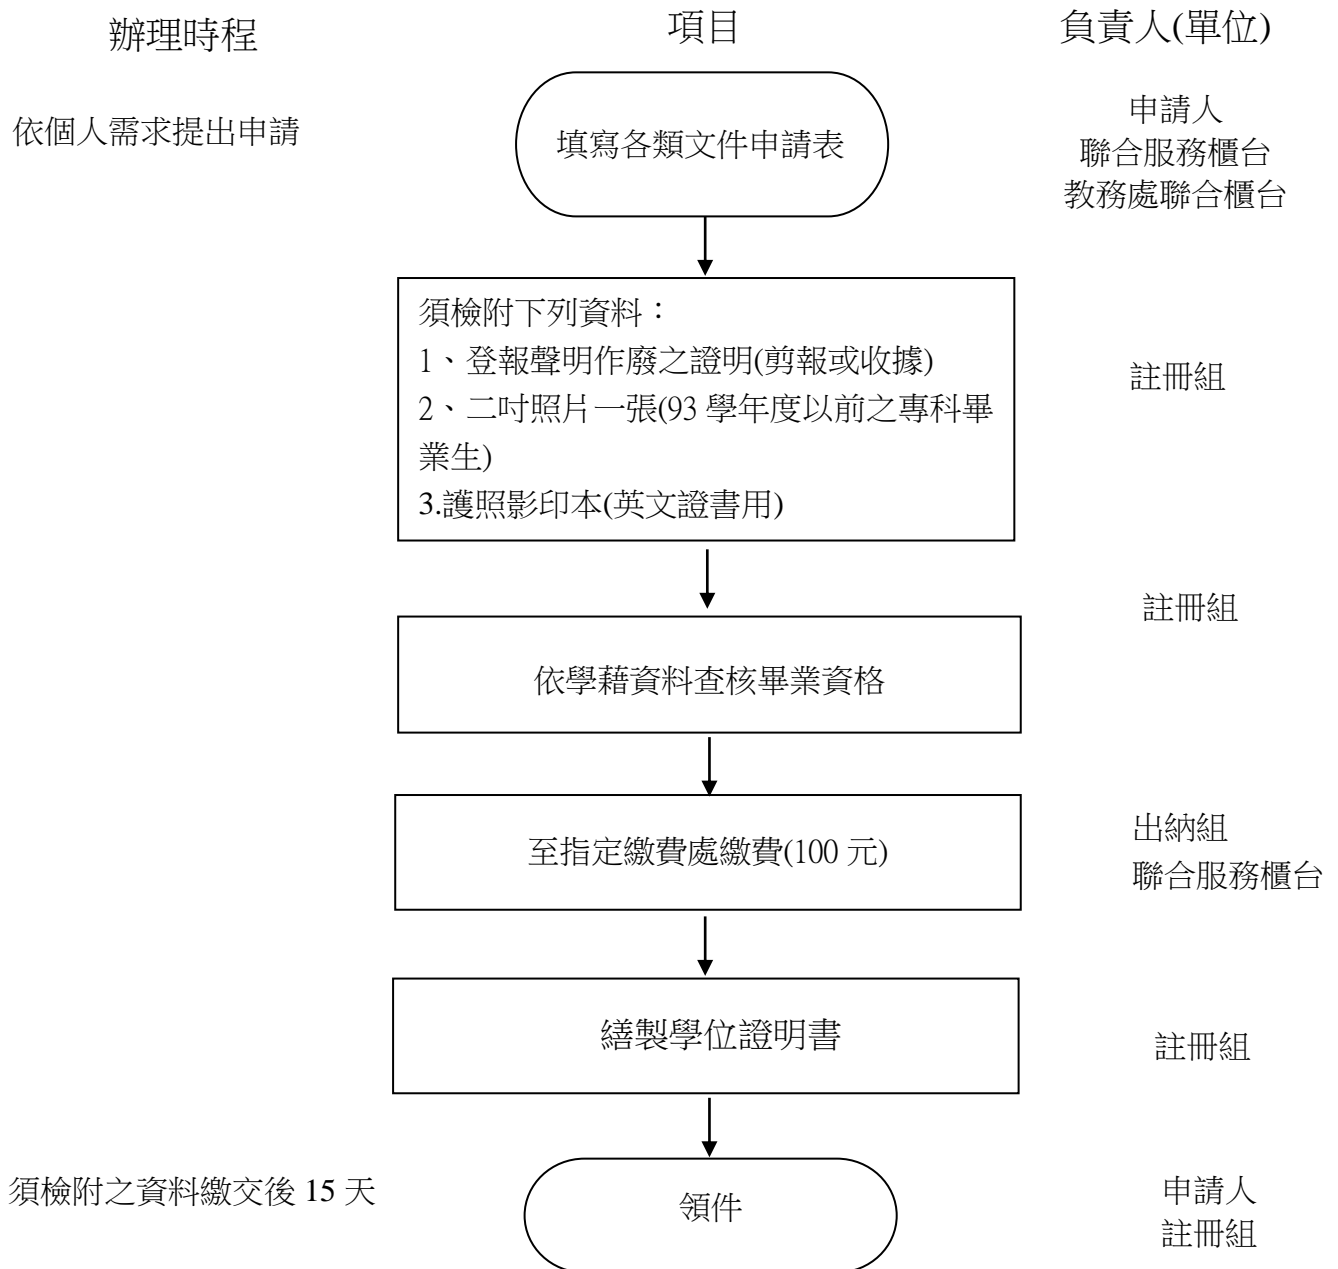 辦理時程
項目
負責人(單位)
依個人需求提出申請
填寫各類文件申請表
申請人
聯合服務櫃台
教務處聯合櫃台
須檢附下列資料：
1、登報聲明作廢之證明(剪報或收據)
2、二吋照片一張(93 學年度以前之專科畢
業生)
3.護照影印本(英文證書用)
註冊組
依學藉資料查核畢業資格
註冊組
至指定繳費處繳費(100 元)
出納組
聯合服務櫃台
繕製學位證明書
註冊組
須檢附之資料繳交後 15 天
領件
申請人
註冊組